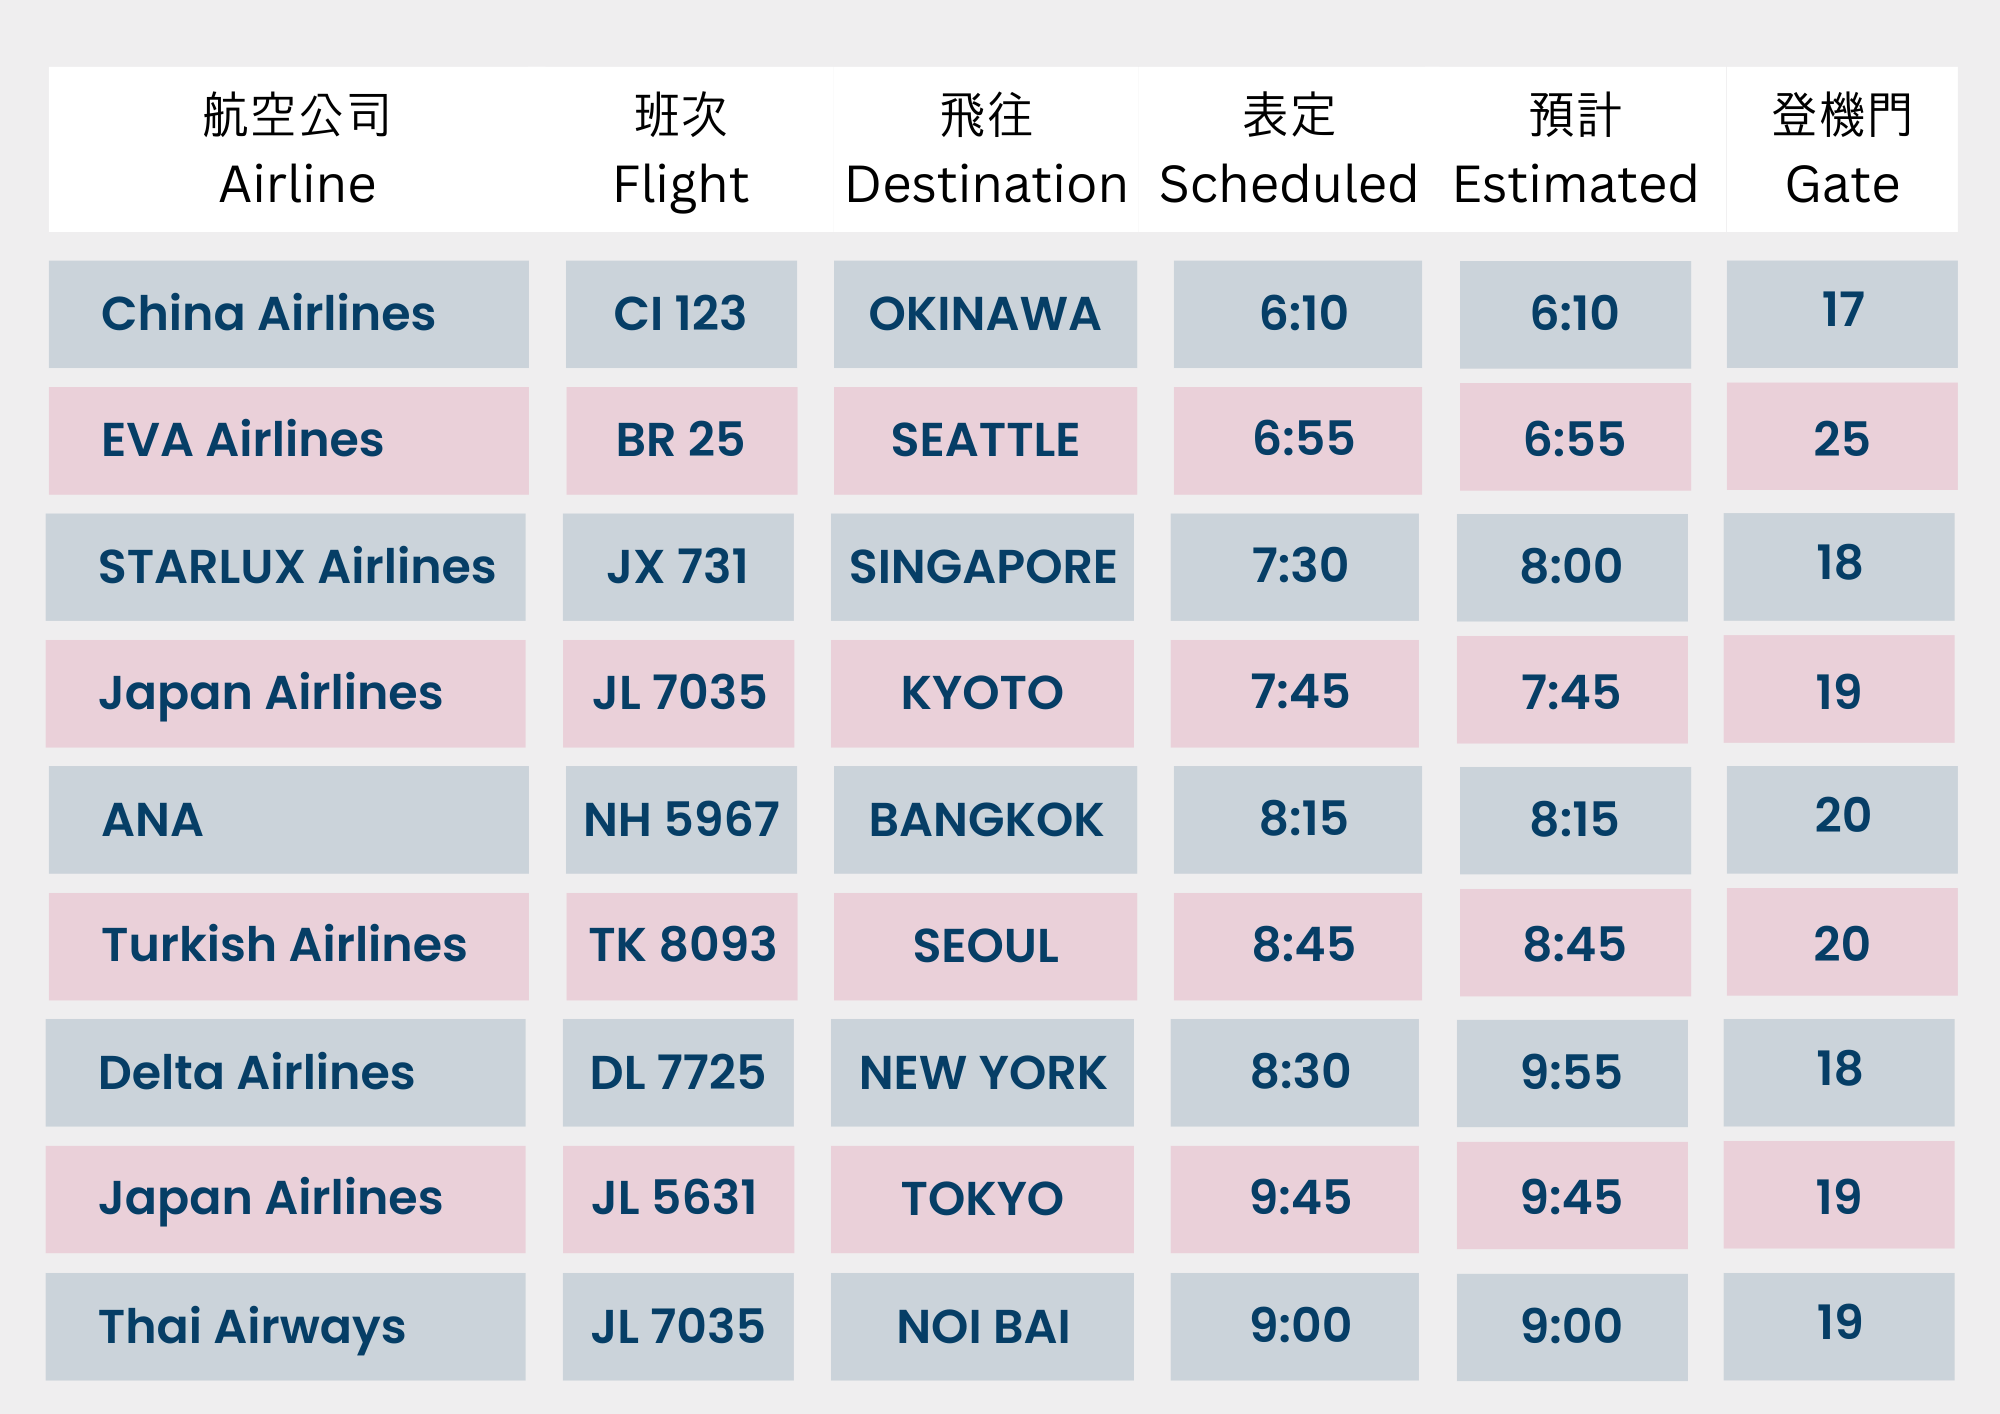 航空公司 班次 飛往 表定 預計 登機門
Airline Flight Destination Scheduled Estimated Gate
China Airlines CI 123 OKINAWA 6:10 6:10 17
EVA Airlines BR 25 SEATTLE 6:55 6:55 25
STARLUX Airlines JX 731 SINGAPORE 7:30 8:00 18
Japan Airlines JL 7035 KYOTO 7:45 7:45 19
ANA NH 5967 BANGKOK 8:15 8:15 20
Turkish Airlines TK 8093 SEOUL 8:45 8:45 20
Delta Airlines DL 7725 NEW YORK 8:30 9:55 18
Japan Airlines JL 5631 TOKYO 9:45 9:45 19
Thai Airways JL 7035 NOI BAI 9:00 9:00 19